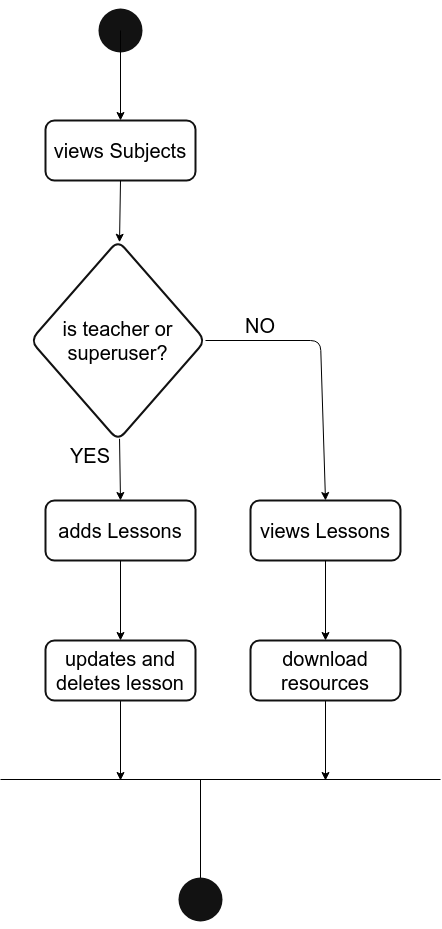 views Subjects
is teacher or
superuser?
NO
YES
adds Lessons
views Lessons
updates and
deletes lesson
download
resources